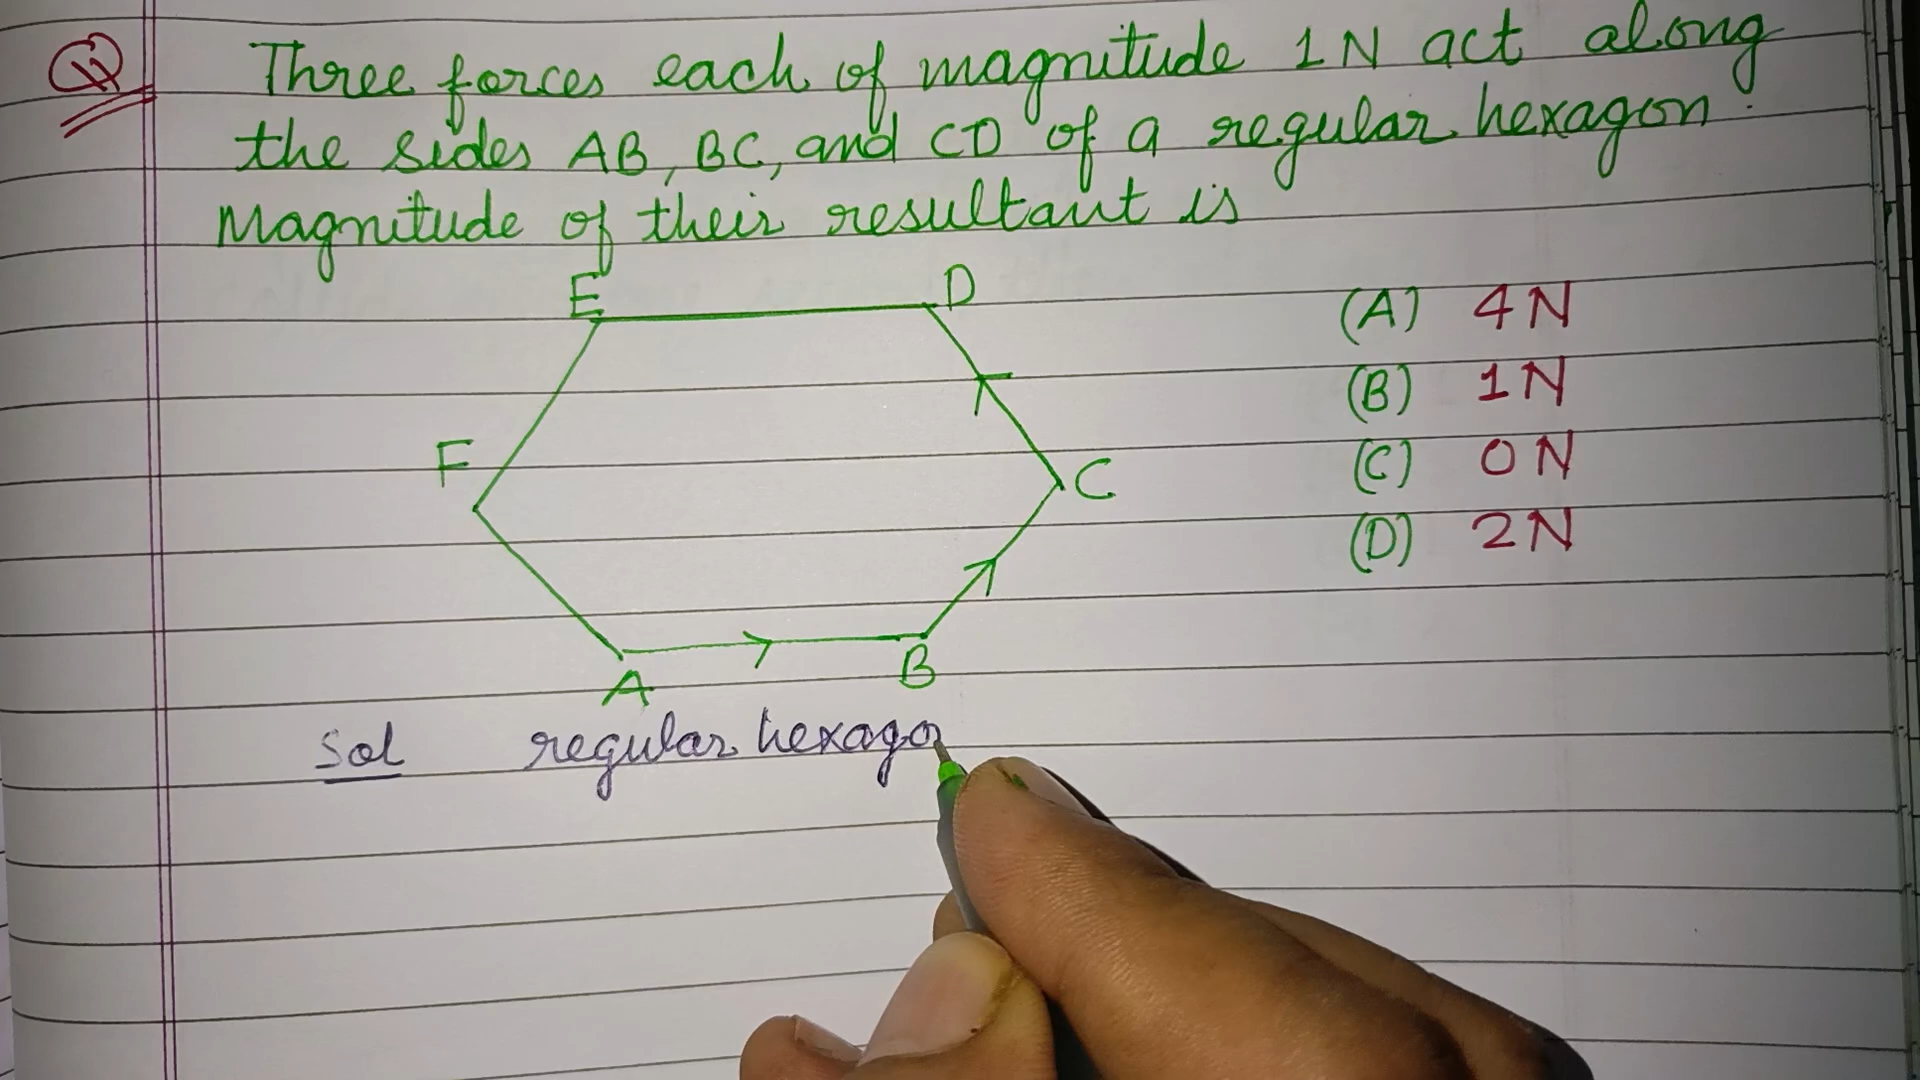 Q Three forces each of magnitude 1N act along
the sides AB, BC, and CD of a regular hexagon.
Magnitude of their resultant is
E D
F C
A B
(A) 4N
(B) 1N
(C) 0N
(D) 2N
Sol regular hexago